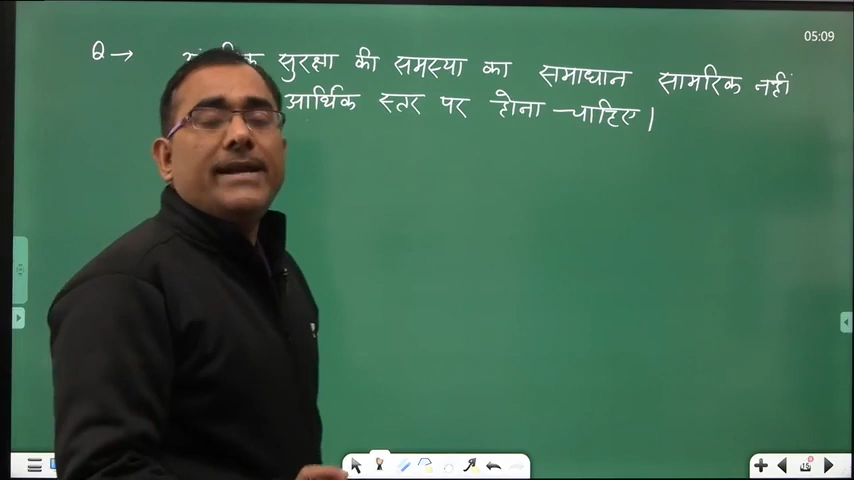 05:09
Q → सुरक्षा की समस्या का समाधान सामरिक नहीं
आर्थिक स्तर पर होना चाहिए।